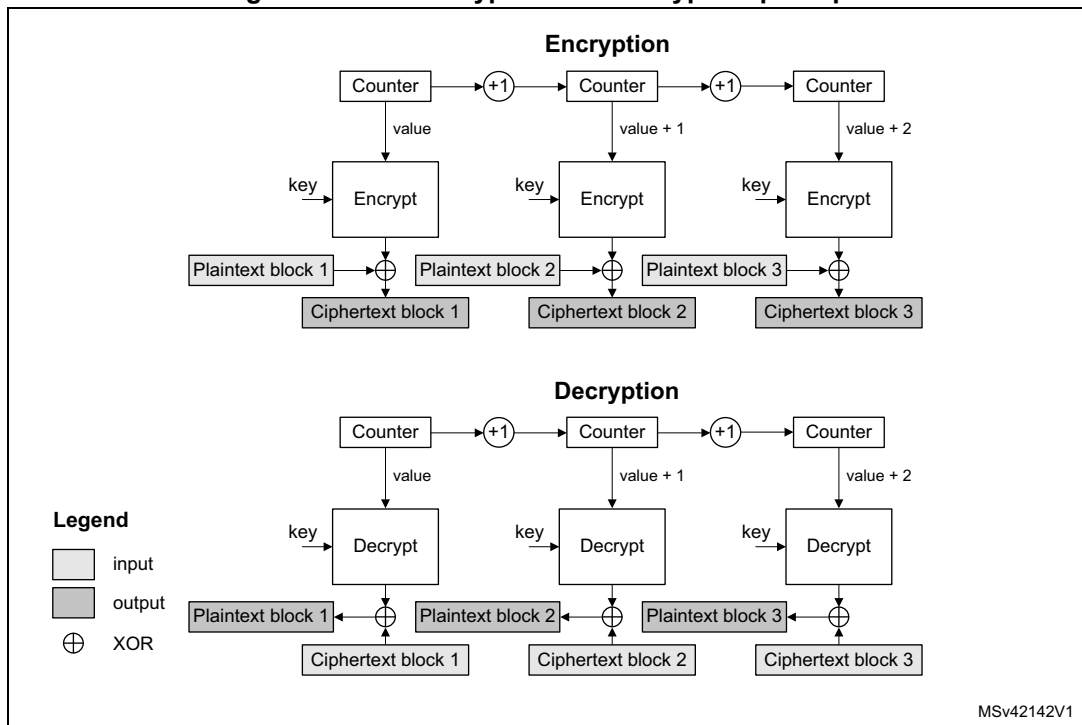 Encryption
Counter +1 Counter +1 Counter
value value + 1 value + 2
key Encrypt key Encrypt key Encrypt
Plaintext block 1 Plaintext block 2 Plaintext block 3
Ciphertext block 1 Ciphertext block 2 Ciphertext block 3
Decryption
Counter +1 Counter +1 Counter
value value + 1 value + 2
key Decrypt key Decrypt key Decrypt
Plaintext block 1 Plaintext block 2 Plaintext block 3
Ciphertext block 1 Ciphertext block 2 Ciphertext block 3
Legend
input
output
XOR
MSv42142V1